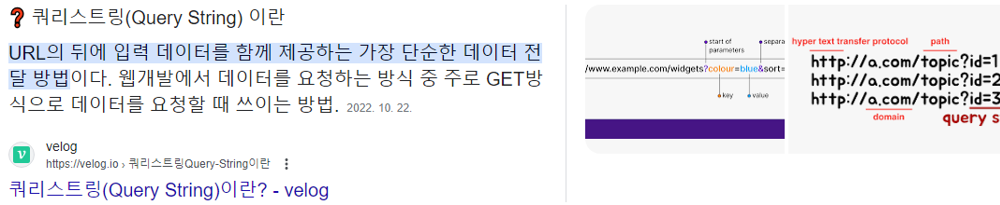 ❓ 쿼리스트링(Query String) 이란
URL의 뒤에 입력 데이터를 함께 제공하는 가장 단순한 데이터 전
달 방법이다. 웹개발에서 데이터를 요청하는 방식 중 주로 GET방
식으로 데이터를 요청할 때 쓰이는 방법. 2022. 10. 22.
velog
https://velog.io › 쿼리스트링Query-String이란
쿼리스트링(Query String)이란? - velog
start of
parameters
separa
/www.example.com/widgets?colour=blue&sort=
key
value
hyper text transfer protocol
path
http://a.com/topic?id=1
http://a.com/topic?id=2
http://a.com/topic?id=3
domain
query s